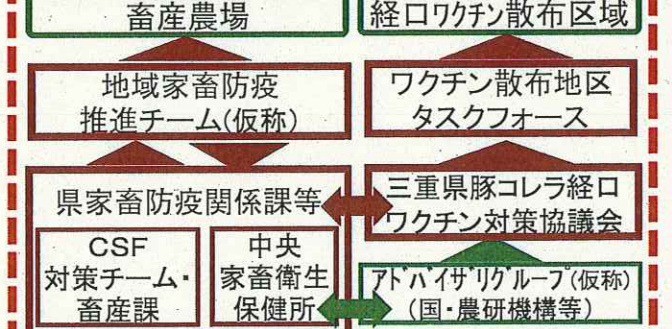 畜産農場
経口ワクチン散布区域
地域家畜防疫
推進チーム(仮称)
ワクチン散布地区
タスクフォース
県家畜防疫関係課等
三重県豚コレラ経口
ワクチン対策協議会
CSF
対策チーム・
畜産課
中央
家畜衛生
保健所
アドバイザリグループ(仮称)
(国・農研機構等)